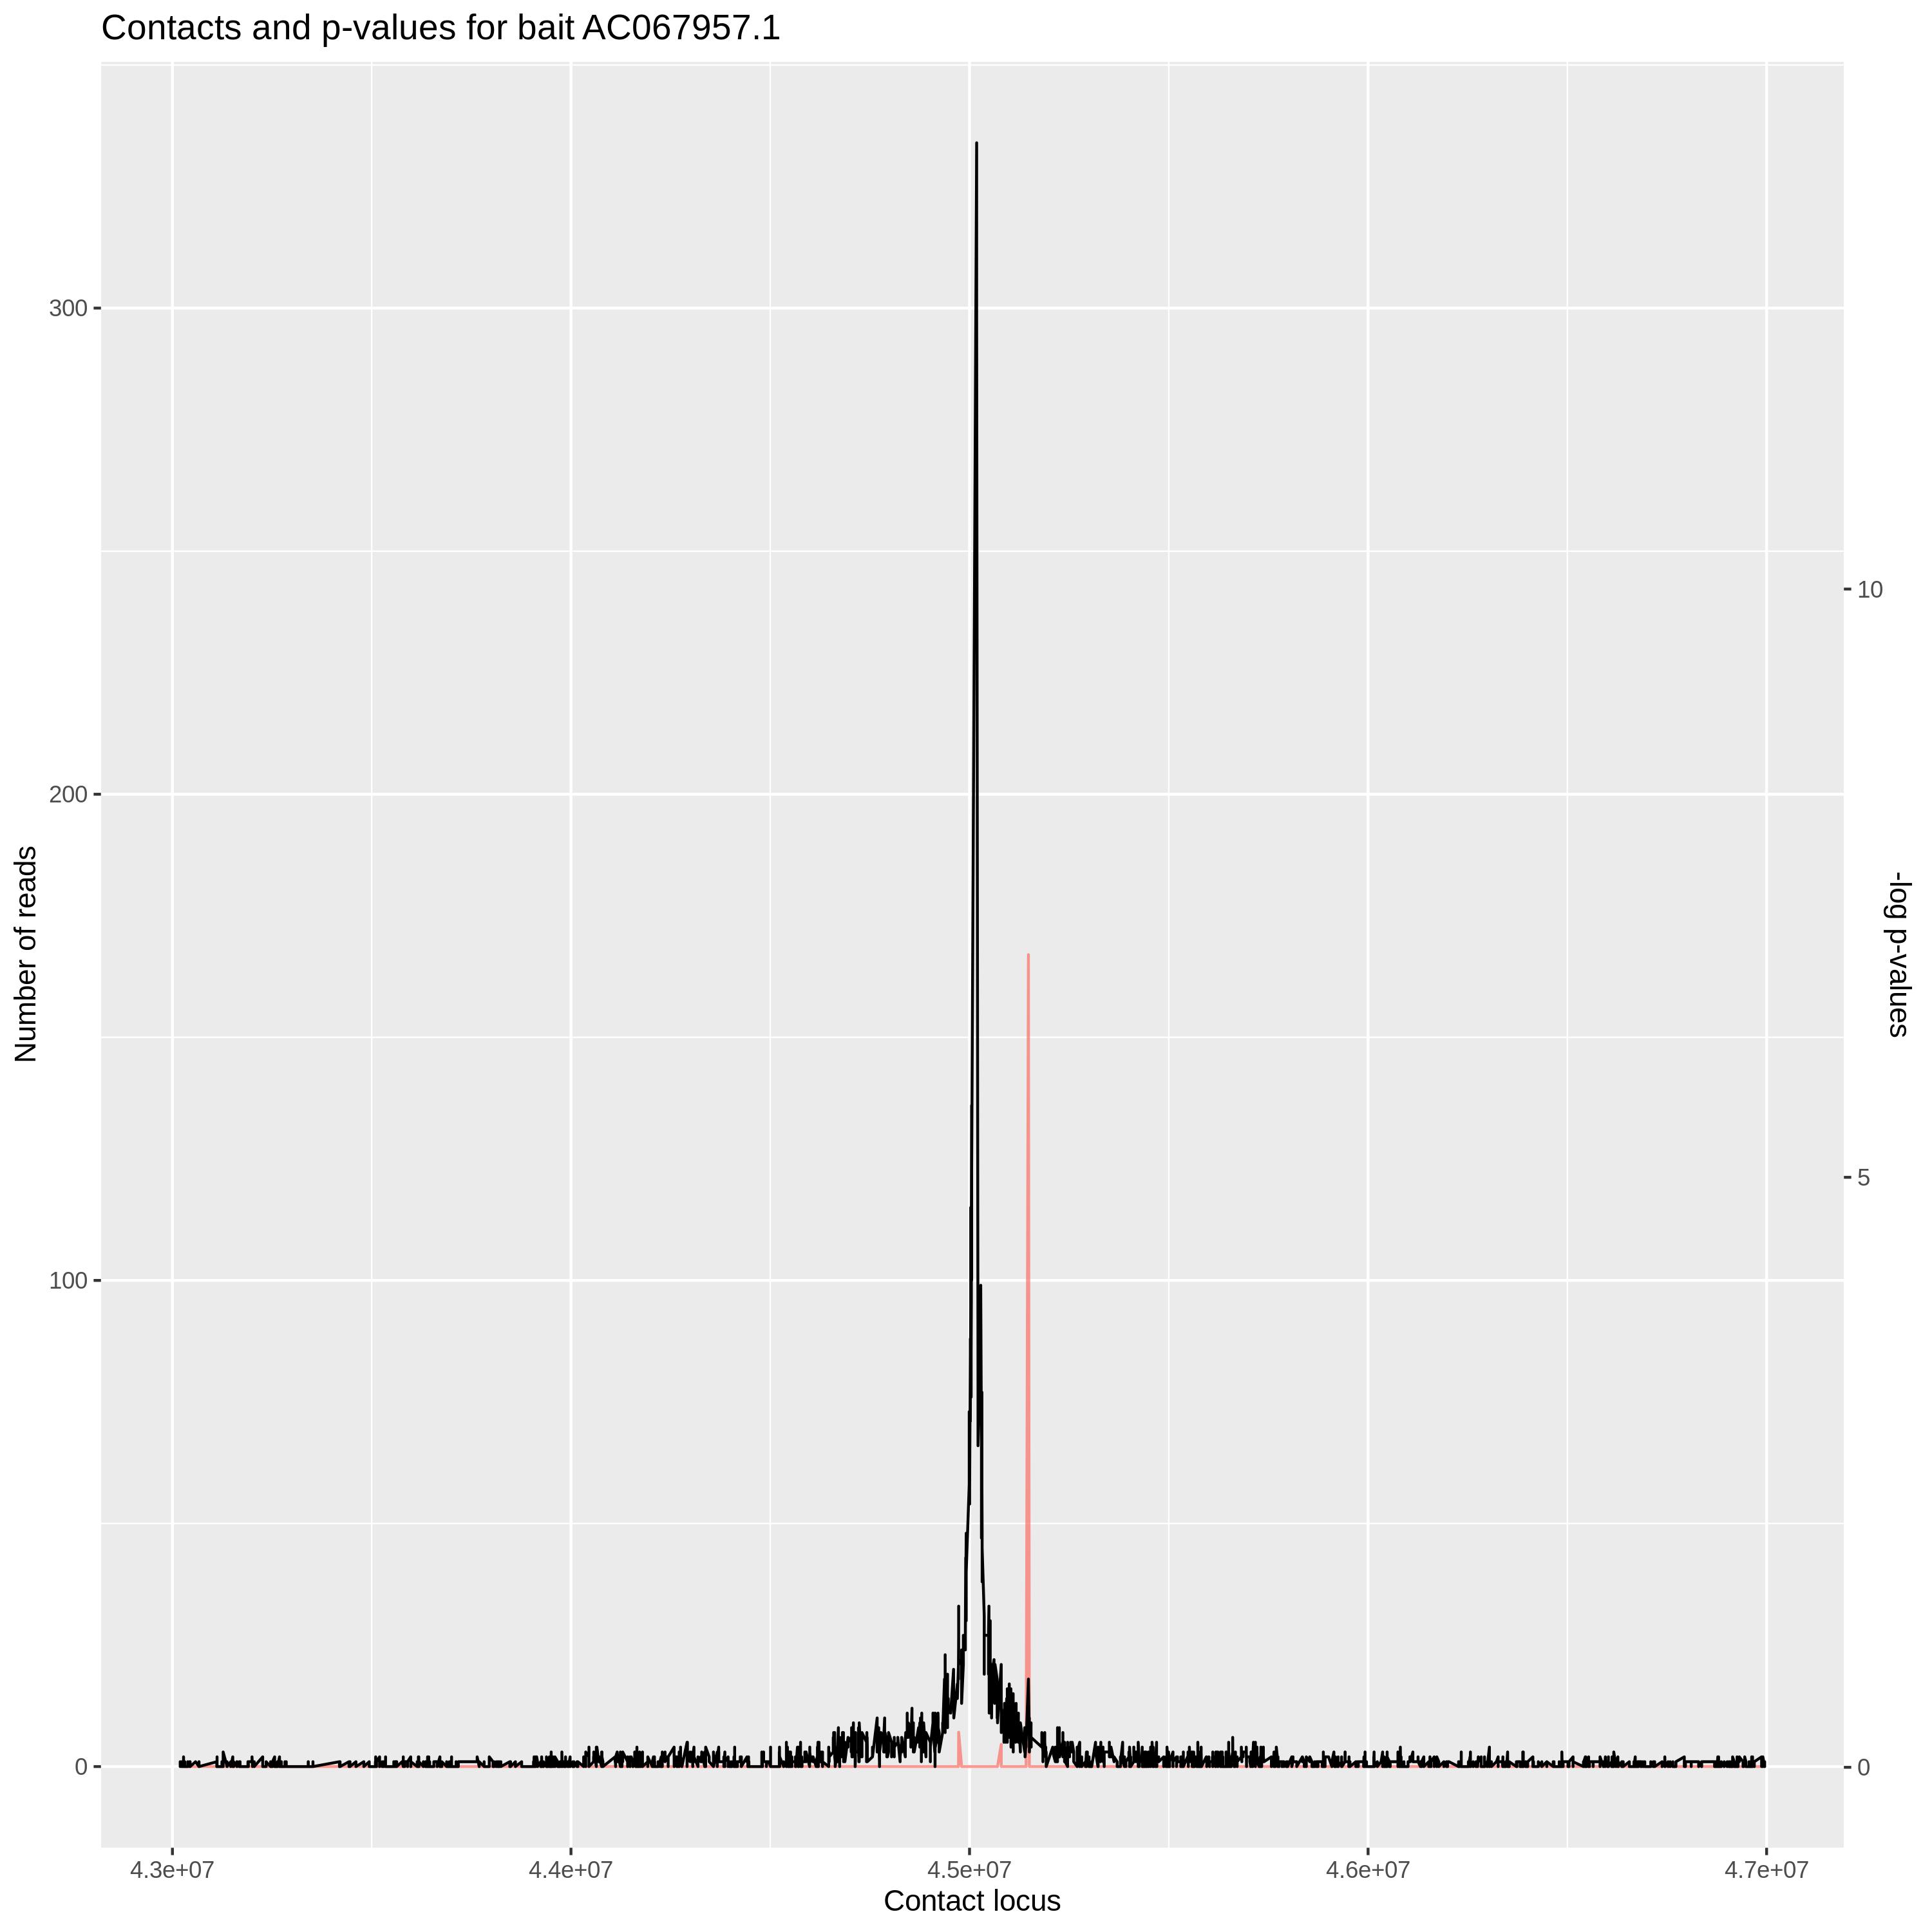 Contacts and p-values for bait AC067957.1
300
200
100
0
Number of reads
10
5
0
-log p-values
4.3e+07
4.4e+07
4.5e+07
4.6e+07
4.7e+07
Contact locus